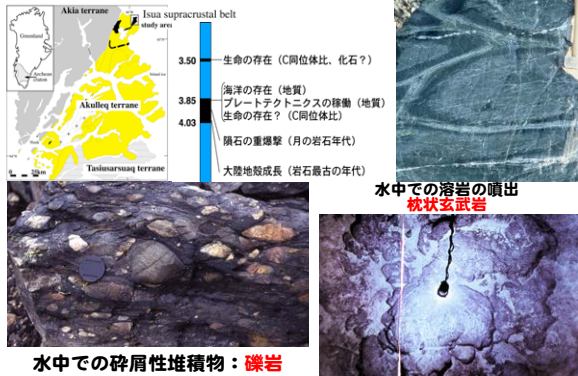 Akia terrane
Isua supracrustal belt
study area
Greenland
Archean
Craton
Akulleq terrane
Tasiusarsuaq terrane
0 25km
3.50
3.85
4.03
生命の存在（C同位体比、化石？）
海洋の存在（地質）
プレートテクトニクスの稼働（地質）
生命の存在？（C同位体比）
隕石の重爆撃（月の岩石年代）
大陸地殻成長（岩石最古の年代）
水中での溶岩の噴出
枕状玄武岩
水中での砕屑性堆積物：礫岩